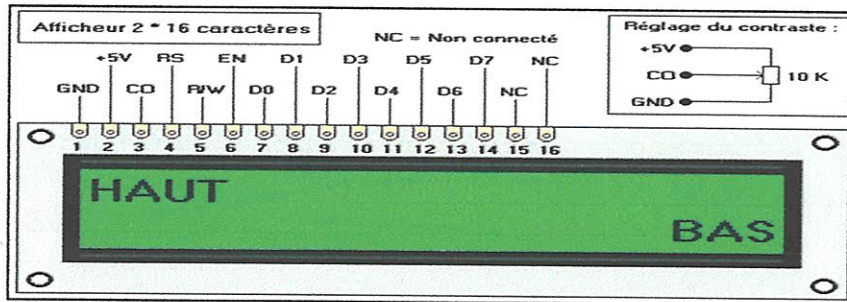 Afficheur 2 * 16 caractères
NC = Non connecté
Réglage du contraste :
+5V
CO
10 K
GND
+5V RS EN D1 D3 D5 D7 NC
GND CO R/W D0 D2 D4 D6 NC
1 2 3 4 5 6 7 8 9 10 11 12 13 14 15 16
HAUT
BAS